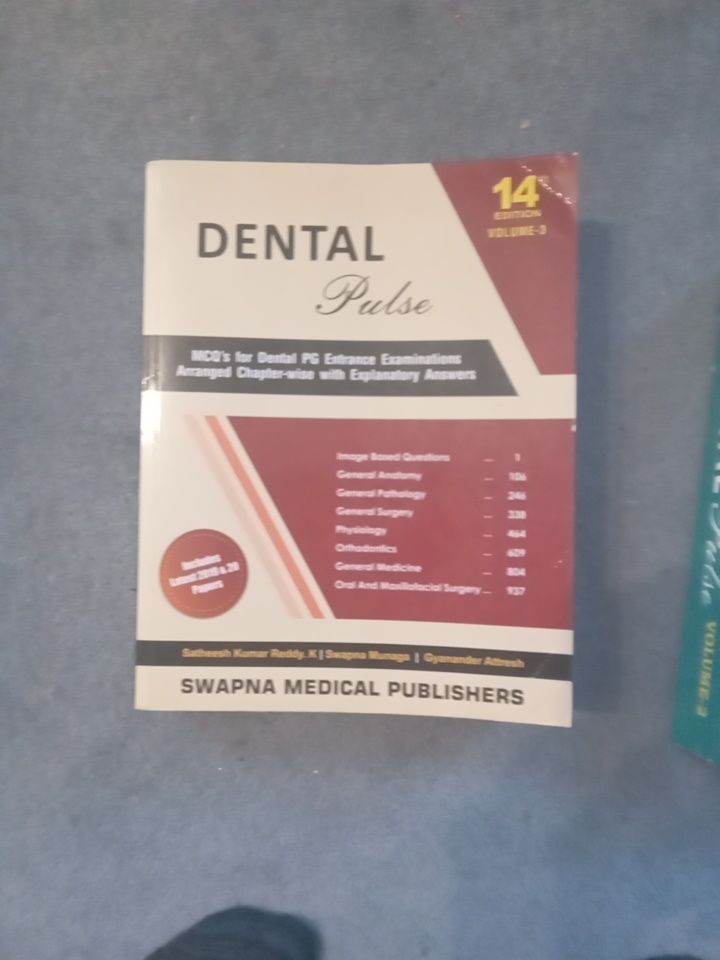 14th
EDITION
VOLUME-3
DENTAL
Pulse
MCQ's for Dental PG Entrance Examinations
Arranged Chapter-wise with Explanatory Answers
Image Based Questions ... 1
General Anatomy ... 106
General Pathology ... 246
General Surgery ... 338
Physiology ... 464
Orthodontics ... 609
General Medicine ... 804
Oral And Maxillofacial Surgery ... 937
Includes
Latest 2019 & 20
Papers
Satheesh Kumar Reddy. K | Swapna Munaga | Gyanander Attresh
SWAPNA MEDICAL PUBLISHERS
Pulse VOLUME-2